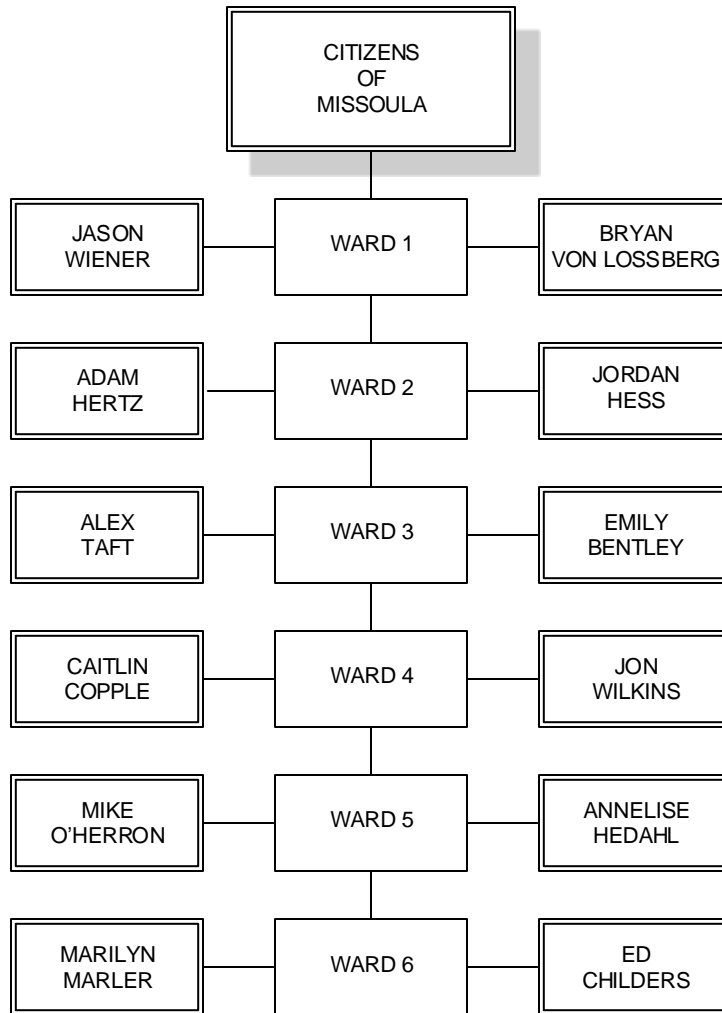 CITIZENS
OF
MISSOULA
JASON
WIENER
WARD 1
BRYAN
VON LOSSBERG
ADAM
HERTZ
WARD 2
JORDAN
HESS
ALEX
TAFT
WARD 3
EMILY
BENTLEY
CAITLIN
COPPLE
WARD 4
JON
WILKINS
MIKE
O'HERRON
WARD 5
ANNELISE
HEDAHL
MARILYN
MARLER
WARD 6
ED
CHILDERS